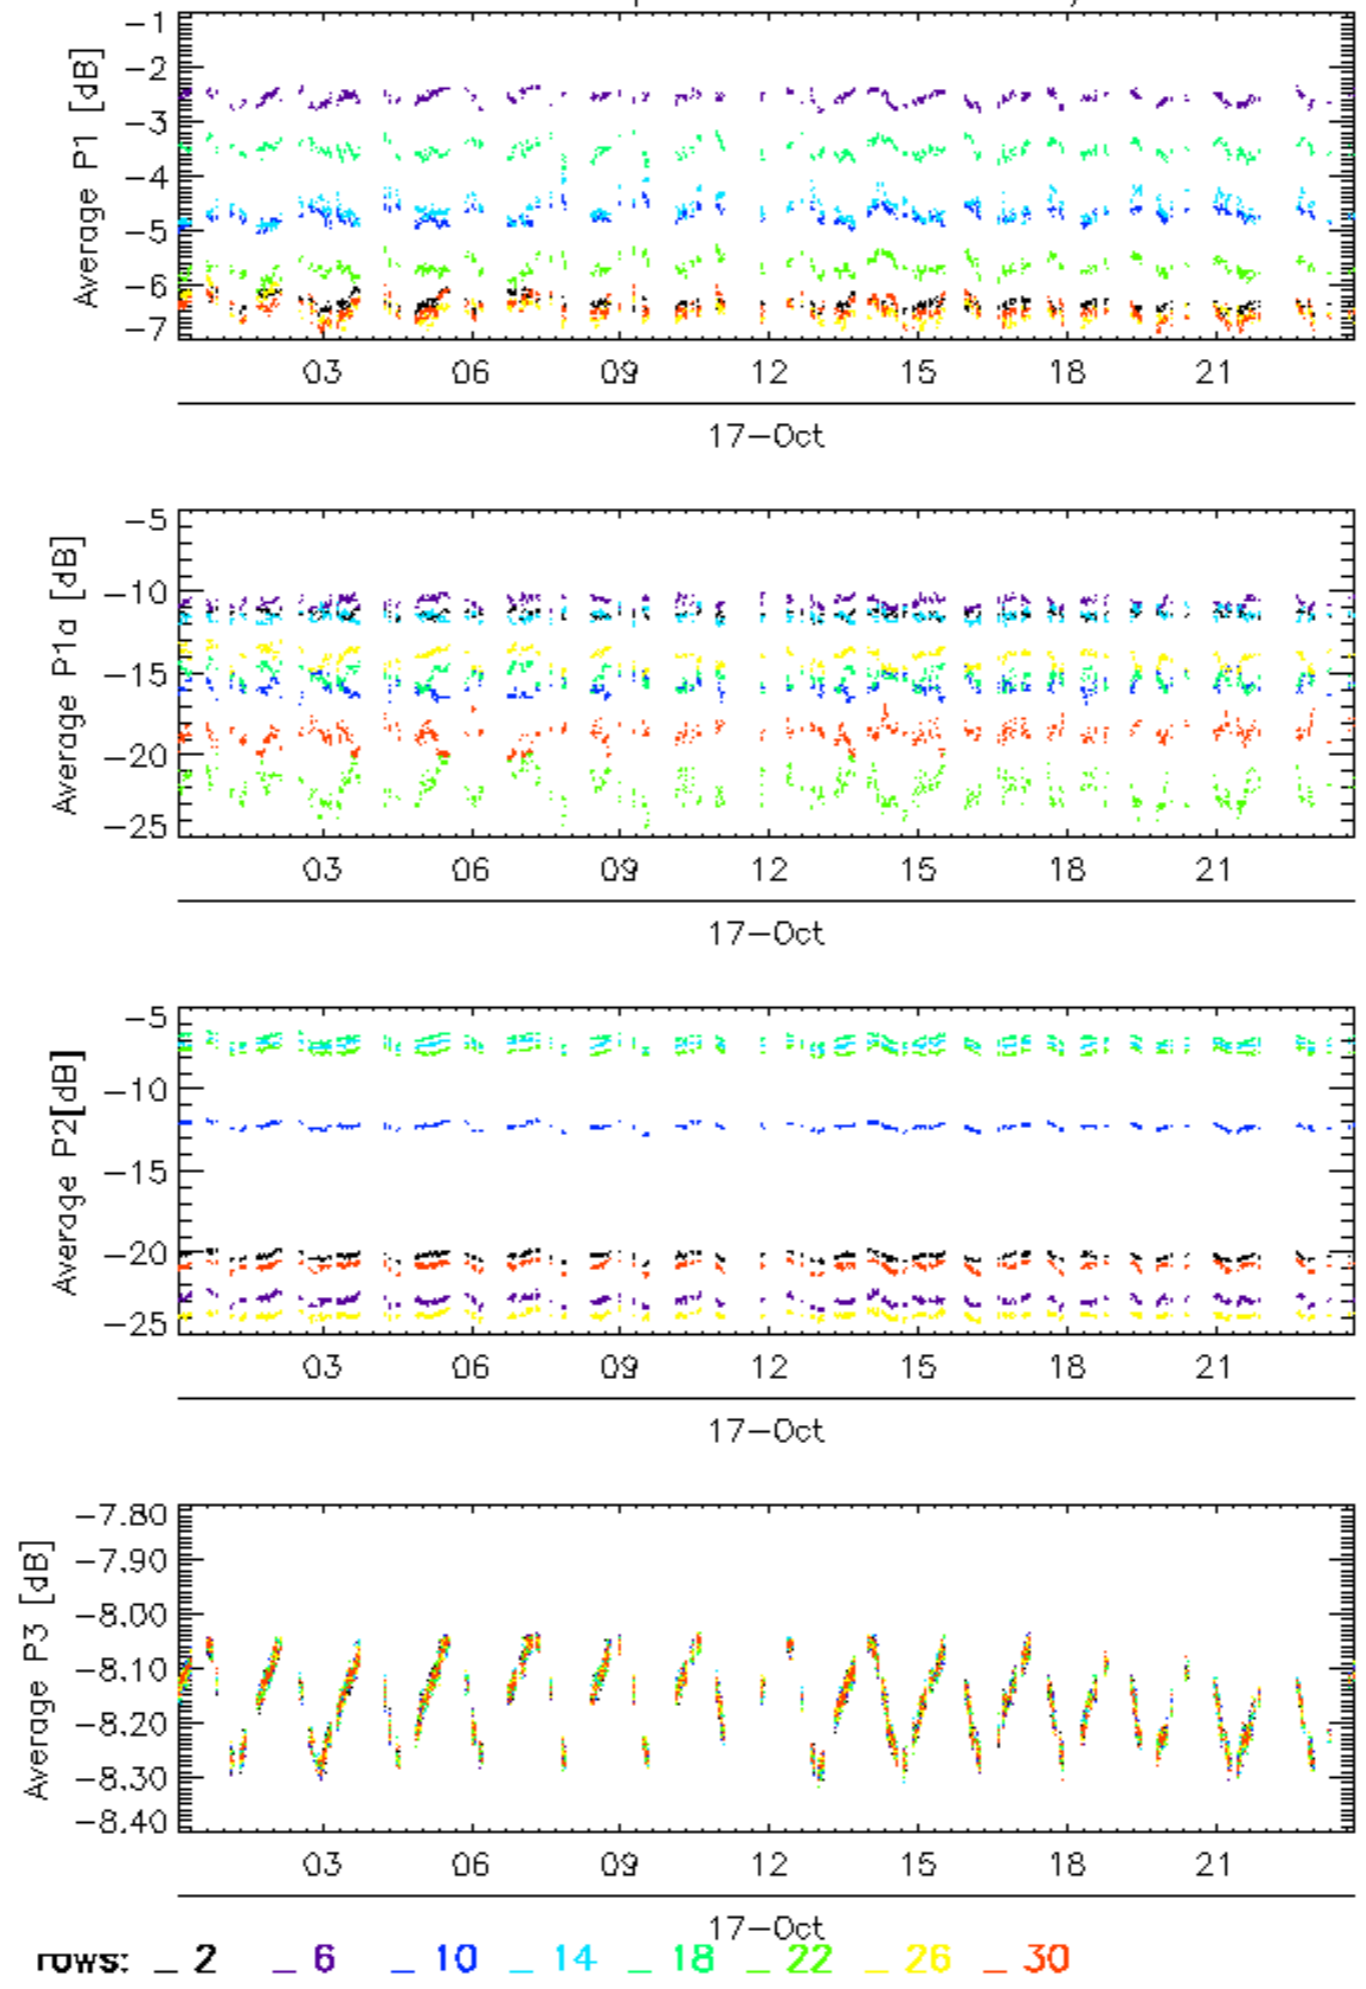 -1
-2
-3
-4
-5
-6
-7
Average P1 [dB]
03 06 09 12 15 18 21
17-Oct
-5
-10
-15
-20
-25
Average P1a [dB]
03 06 09 12 15 18 21
17-Oct
-5
-10
-15
-20
-25
Average P2[dB]
03 06 09 12 15 18 21
17-Oct
-7.80
-7.90
-8.00
-8.10
-8.20
-8.30
-8.40
Average P3 [dB]
03 06 09 12 15 18 21
17-Oct
rows: _ 2 _ 6 _ 10 _ 14 _ 18 _ 22 _ 26 _ 30